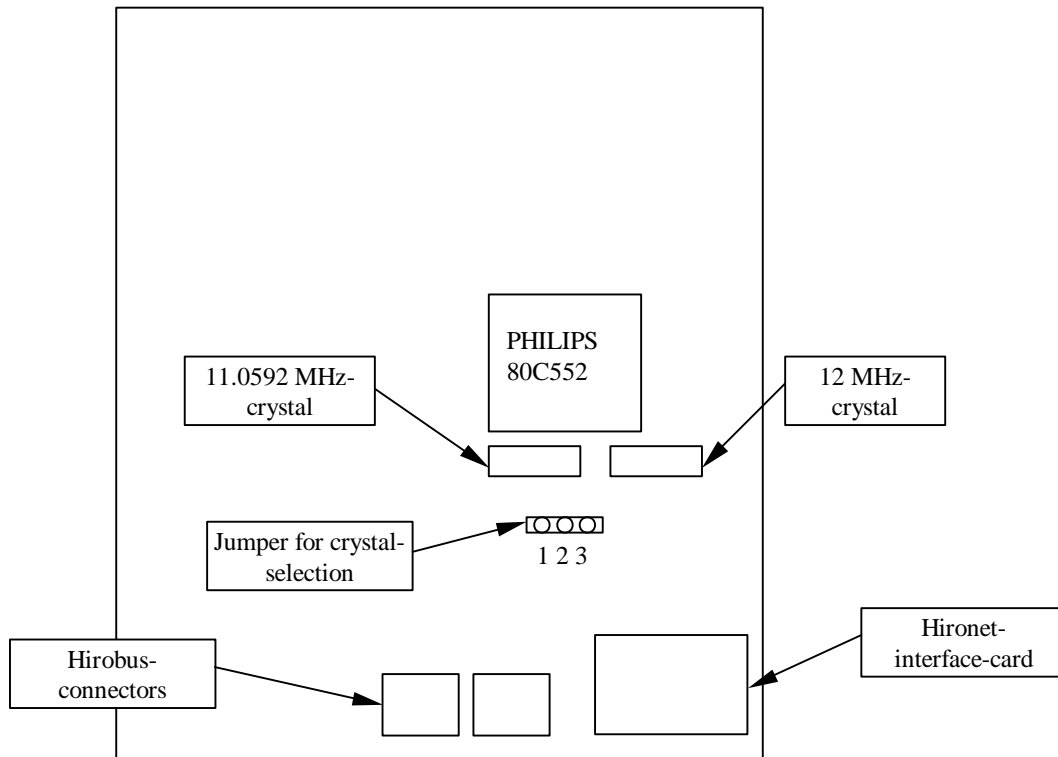 PHILIPS
80C552
11.0592 MHz-
crystal
12 MHz-
crystal
Jumper for crystal-
selection
1 2 3
Hirobus-
connectors
Hironet-
interface-card